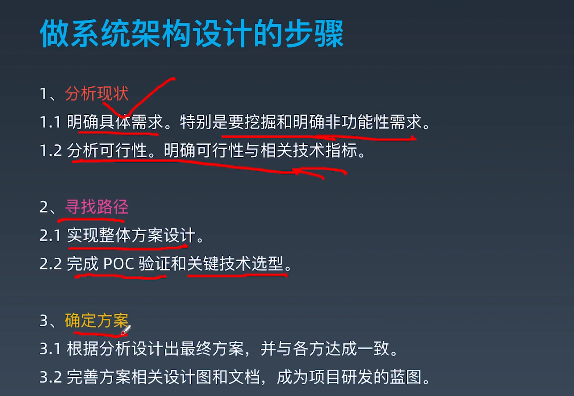 做系统架构设计的步骤
1、分析现状
1.1 明确具体需求。特别是要挖掘和明确非功能性需求。
1.2 分析可行性。明确可行性与相关技术指标。
2、寻找路径
2.1 实现整体方案设计。
2.2 完成 POC 验证和关键技术选型。
3、确定方案
3.1 根据分析设计出最终方案，并与各方达成一致。
3.2 完善方案相关设计图和文档，成为项目研发的蓝图。